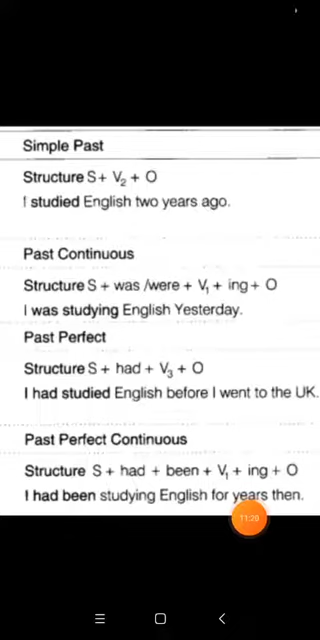 Simple Past
Structure S+ V₂ + O
I studied English two years ago.
Past Continuous
Structure S + was /were + V₁ + ing + O
I was studying English Yesterday.
Past Perfect
Structure S + had + V₃ + O
I had studied English before I went to the UK.
Past Perfect Continuous
Structure S + had + been + V₁ + ing + O
I had been studying English for years then.
11:20